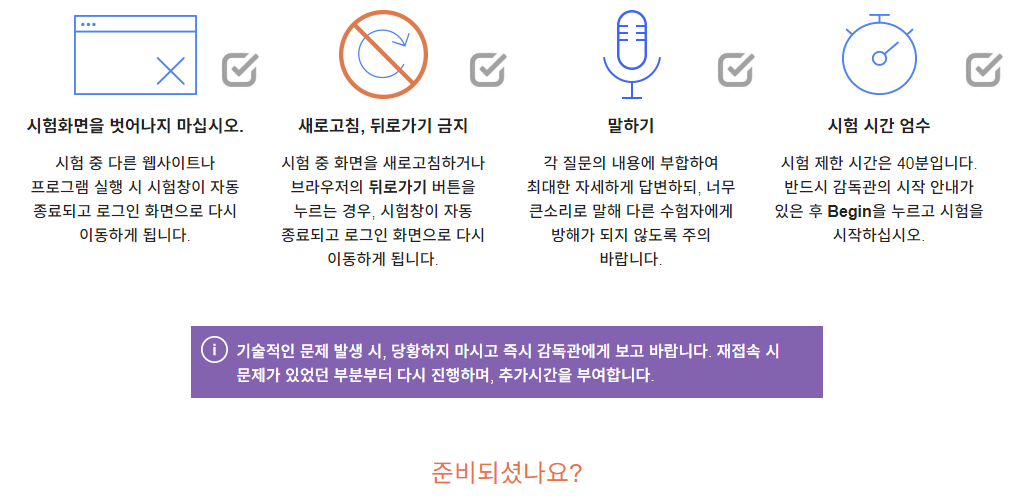 시험화면을 벗어나지 마십시오.
시험 중 다른 웹사이트나
프로그램 실행 시 시험창이 자동
종료되고 로그인 화면으로 다시
이동하게 됩니다.
새로고침, 뒤로가기 금지
시험 중 화면을 새로고침하거나
브라우저의 뒤로가기 버튼을
누르는 경우, 시험창이 자동
종료되고 로그인 화면으로 다시
이동하게 됩니다.
말하기
각 질문의 내용에 부합하여
최대한 자세하게 답변하되, 너무
큰소리로 말해 다른 수험자에게
방해가 되지 않도록 주의
바랍니다.
시험 시간 엄수
시험 제한 시간은 40분입니다.
반드시 감독관의 시작 안내가
있은 후 Begin을 누르고 시험을
시작하십시오.
기술적인 문제 발생 시, 당황하지 마시고 즉시 감독관에게 보고 바랍니다. 재접속 시
문제가 있었던 부분부터 다시 진행하며, 추가시간을 부여합니다.
준비되셨나요?